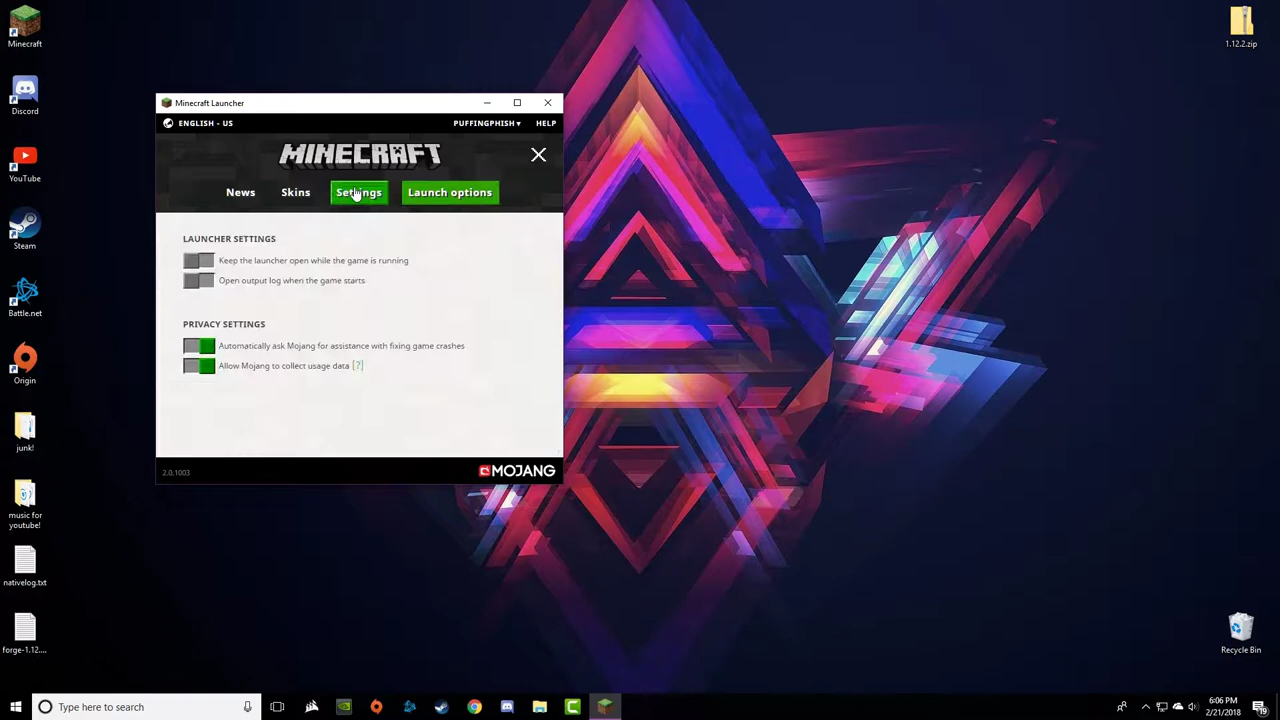 Minecraft
Discord
YouTube
Steam
Battle.net
Origin
junk!
music for
youtube!
nativelog.txt
forge-1.12....
1.12.2.zip
Recycle Bin
Minecraft Launcher
ENGLISH - US
PUFFINGPHISH ▾
HELP
MINECRAFT
News
Skins
Settings
Launch options
LAUNCHER SETTINGS
Keep the launcher open while the game is running
Open output log when the game starts
PRIVACY SETTINGS
Automatically ask Mojang for assistance with fixing game crashes
Allow Mojang to collect usage data [?]
2.0.1003
MOJANG
Type here to search
6:06 PM
2/21/2018